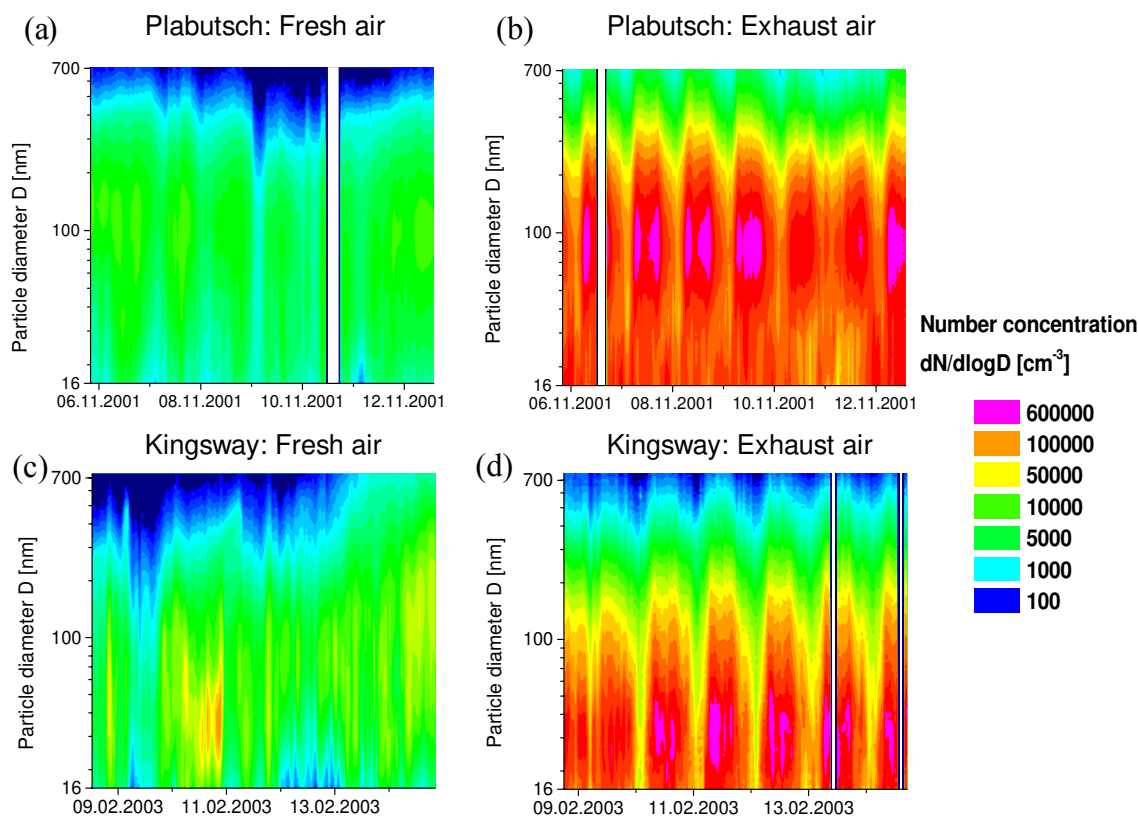 (a) Plabutsch: Fresh air
700
100
16
Particle diameter D [nm]
06.11.2001 08.11.2001 10.11.2001 12.11.2001
(b) Plabutsch: Exhaust air
700
100
16
Particle diameter D [nm]
06.11.2001 08.11.2001 10.11.2001 12.11.2001
Number concentration
dN/dlogD [cm-3]
600000
100000
50000
10000
5000
1000
100
(c) Kingsway: Fresh air
700
100
16
Particle diameter D [nm]
09.02.2003 11.02.2003 13.02.2003
(d) Kingsway: Exhaust air
700
100
16
Particle diameter D [nm]
09.02.2003 11.02.2003 13.02.2003